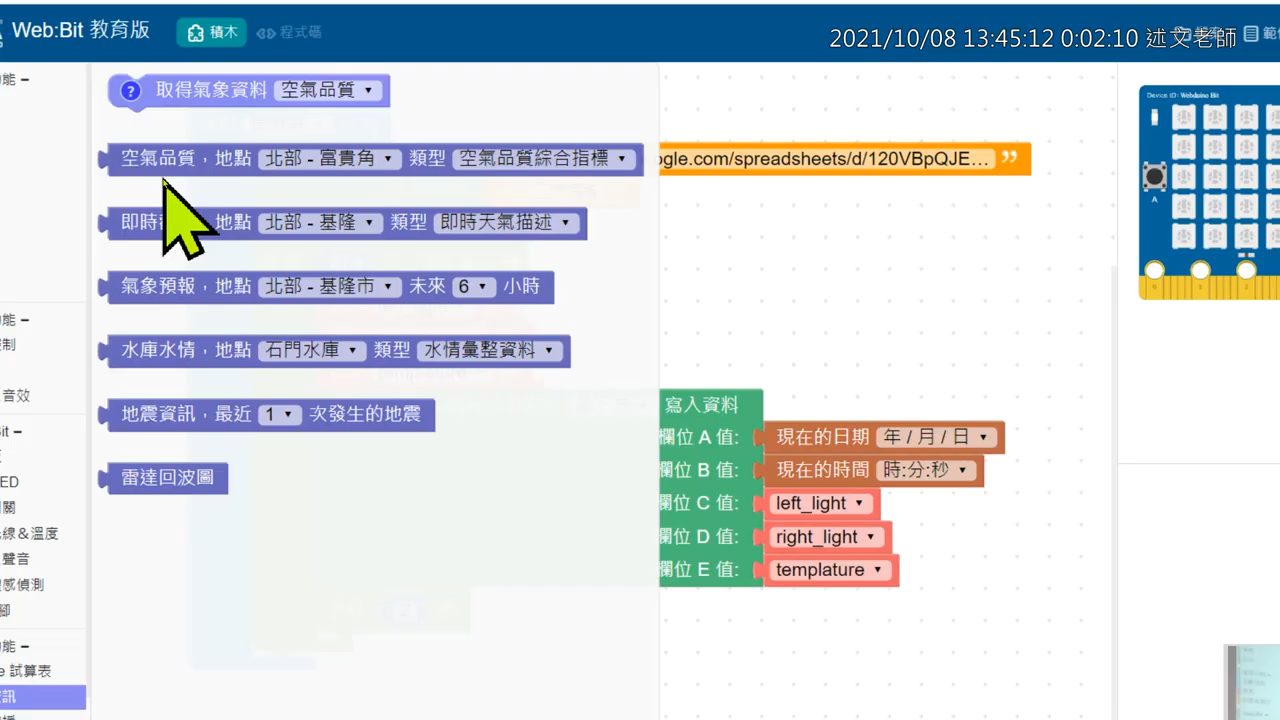 Web:Bit 教育版
積木
程式碼
2021/10/08 13:45:12 0:02:10 述文老師
取得氣象資料 空氣品質
空氣品質，地點 北部 - 富貴角 類型 空氣品質綜合指標
ogle.com/spreadsheets/d/120VBpQJE... ”
即時 地點 北部 - 基隆 類型 即時天氣描述
氣象預報，地點 北部 - 基隆市 未來 6 小時
水庫水情，地點 石門水庫 類型 水情彙整資料
地震資訊，最近 1 次發生的地震
雷達回波圖
寫入資料
欄位 A 值: 現在的日期 年 / 月 / 日
欄位 B 值: 現在的時間 時:分:秒
欄位 C 值: left_light
欄位 D 值: right_light
欄位 E 值: templature
能
能
制
音效
it
ED
關
線＆溫度
聲音
感偵測
腳
能
e 試算表
訊
Device ID: Webduino Bit
A
0
1
2